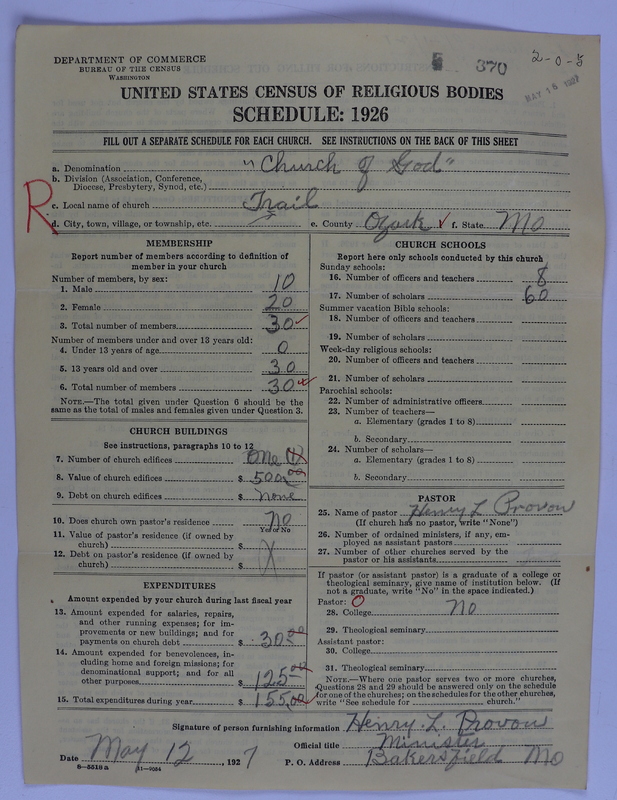 DEPARTMENT OF COMMERCE
BUREAU OF THE CENSUS
WASHINGTON
370
2-0-8
MAY 15 1927
UNITED STATES CENSUS OF RELIGIOUS BODIES
SCHEDULE: 1926
FILL OUT A SEPARATE SCHEDULE FOR EACH CHURCH. SEE INSTRUCTIONS ON THE BACK OF THIS SHEET
a. Denomination "Church of God"
b. Division (Association, Conference, Diocese, Presbytery, Synod, etc.)
R
c. Local name of church Trail
d. City, town, village, or township, etc. e. County Ozark f. State Mo
MEMBERSHIP
Report number of members according to definition of
member in your church
Number of members, by sex:
1. Male 10
2. Female 20
3. Total number of members 30
Number of members under and over 13 years old:
4. Under 13 years of age 0
5. 13 years old and over 30
6. Total number of members 30
NOTE.—The total given under Question 6 should be
same as the total of males and females given under Question 3.
CHURCH BUILDINGS
See instructions, paragraphs 10 to 12
7. Number of church edifices One (1)
8. Value of church edifices $ 500.00
9. Debt on church edifices $ none
10. Does church own pastor's residence No
Yes or No
11. Value of pastor's residence (if owned by
church) $
12. Debt on pastor's residence (if owned by
church) $ X
EXPENDITURES
Amount expended by your church during last fiscal year
13. Amount expended for salaries, repairs,
and other running expenses; for im-
provements or new buildings; and for
payments on church debt $ 30.00
14. Amount expended for benevolences, in-
cluding home and foreign missions; for
denominational support; and for all
other purposes $ 125.00
15. Total expenditures during year $ 155.00
CHURCH SCHOOLS
Report here only schools conducted by this church
Sunday schools:
16. Number of officers and teachers 8
17. Number of scholars 60
Summer vacation Bible schools:
18. Number of officers and teachers
19. Number of scholars
Week-day religious schools:
20. Number of officers and teachers
21. Number of scholars
Parochial schools:
22. Number of administrative officers
23. Number of teachers—
a. Elementary (grades 1 to 8)
b. Secondary
24. Number of scholars—
a. Elementary (grades 1 to 8)
b. Secondary
PASTOR
25. Name of pastor Henry L Provow
(If church has no pastor, write "None")
26. Number of ordained ministers, if any, em-
ployed as assistant pastors
27. Number of other churches served by the
pastor or his assistants
If pastor (or assistant pastor) is a graduate of a college or
theological seminary, give name of institution below. (If
not a graduate, write "No" in the space indicated.)
Pastor: O
28. College No
29. Theological seminary
Assistant pastor:
30. College
31. Theological seminary
NOTE.—Where one pastor serves two or more churches,
Questions 28 and 29 should be answered only on the schedule
for one of the churches; on the schedules for the other churches,
write "See schedule for church."
Signature of person furnishing information Henry. L. Provow
Official title Minister
Date May 12, 1927 P. O. Address Bakersfield Mo
8—5518 a 11—9034